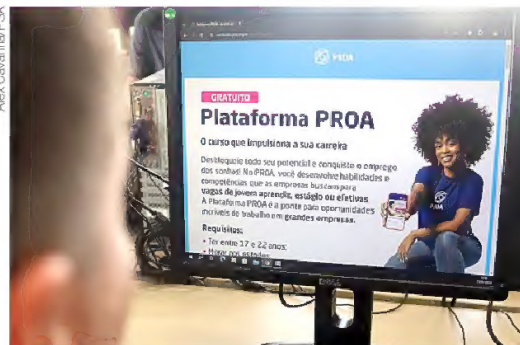 Alex Cavanha/PSA
PROA
GRATUITO
Plataforma PROA
O curso que impulsiona a sua carreira
Desbloqueie todo seu potencial e conquiste o emprego
dos sonhos! No PROA, você desenvolve habilidades e
competências que as empresas buscam para
vagas de jovem aprendiz, estágio ou efetivas
A Plataforma PROA é a ponte para oportunidades
incríveis de trabalho em grandes empresas.
Requisitos:
• Ter entre 17 e 22 anos;
PROA
DELL